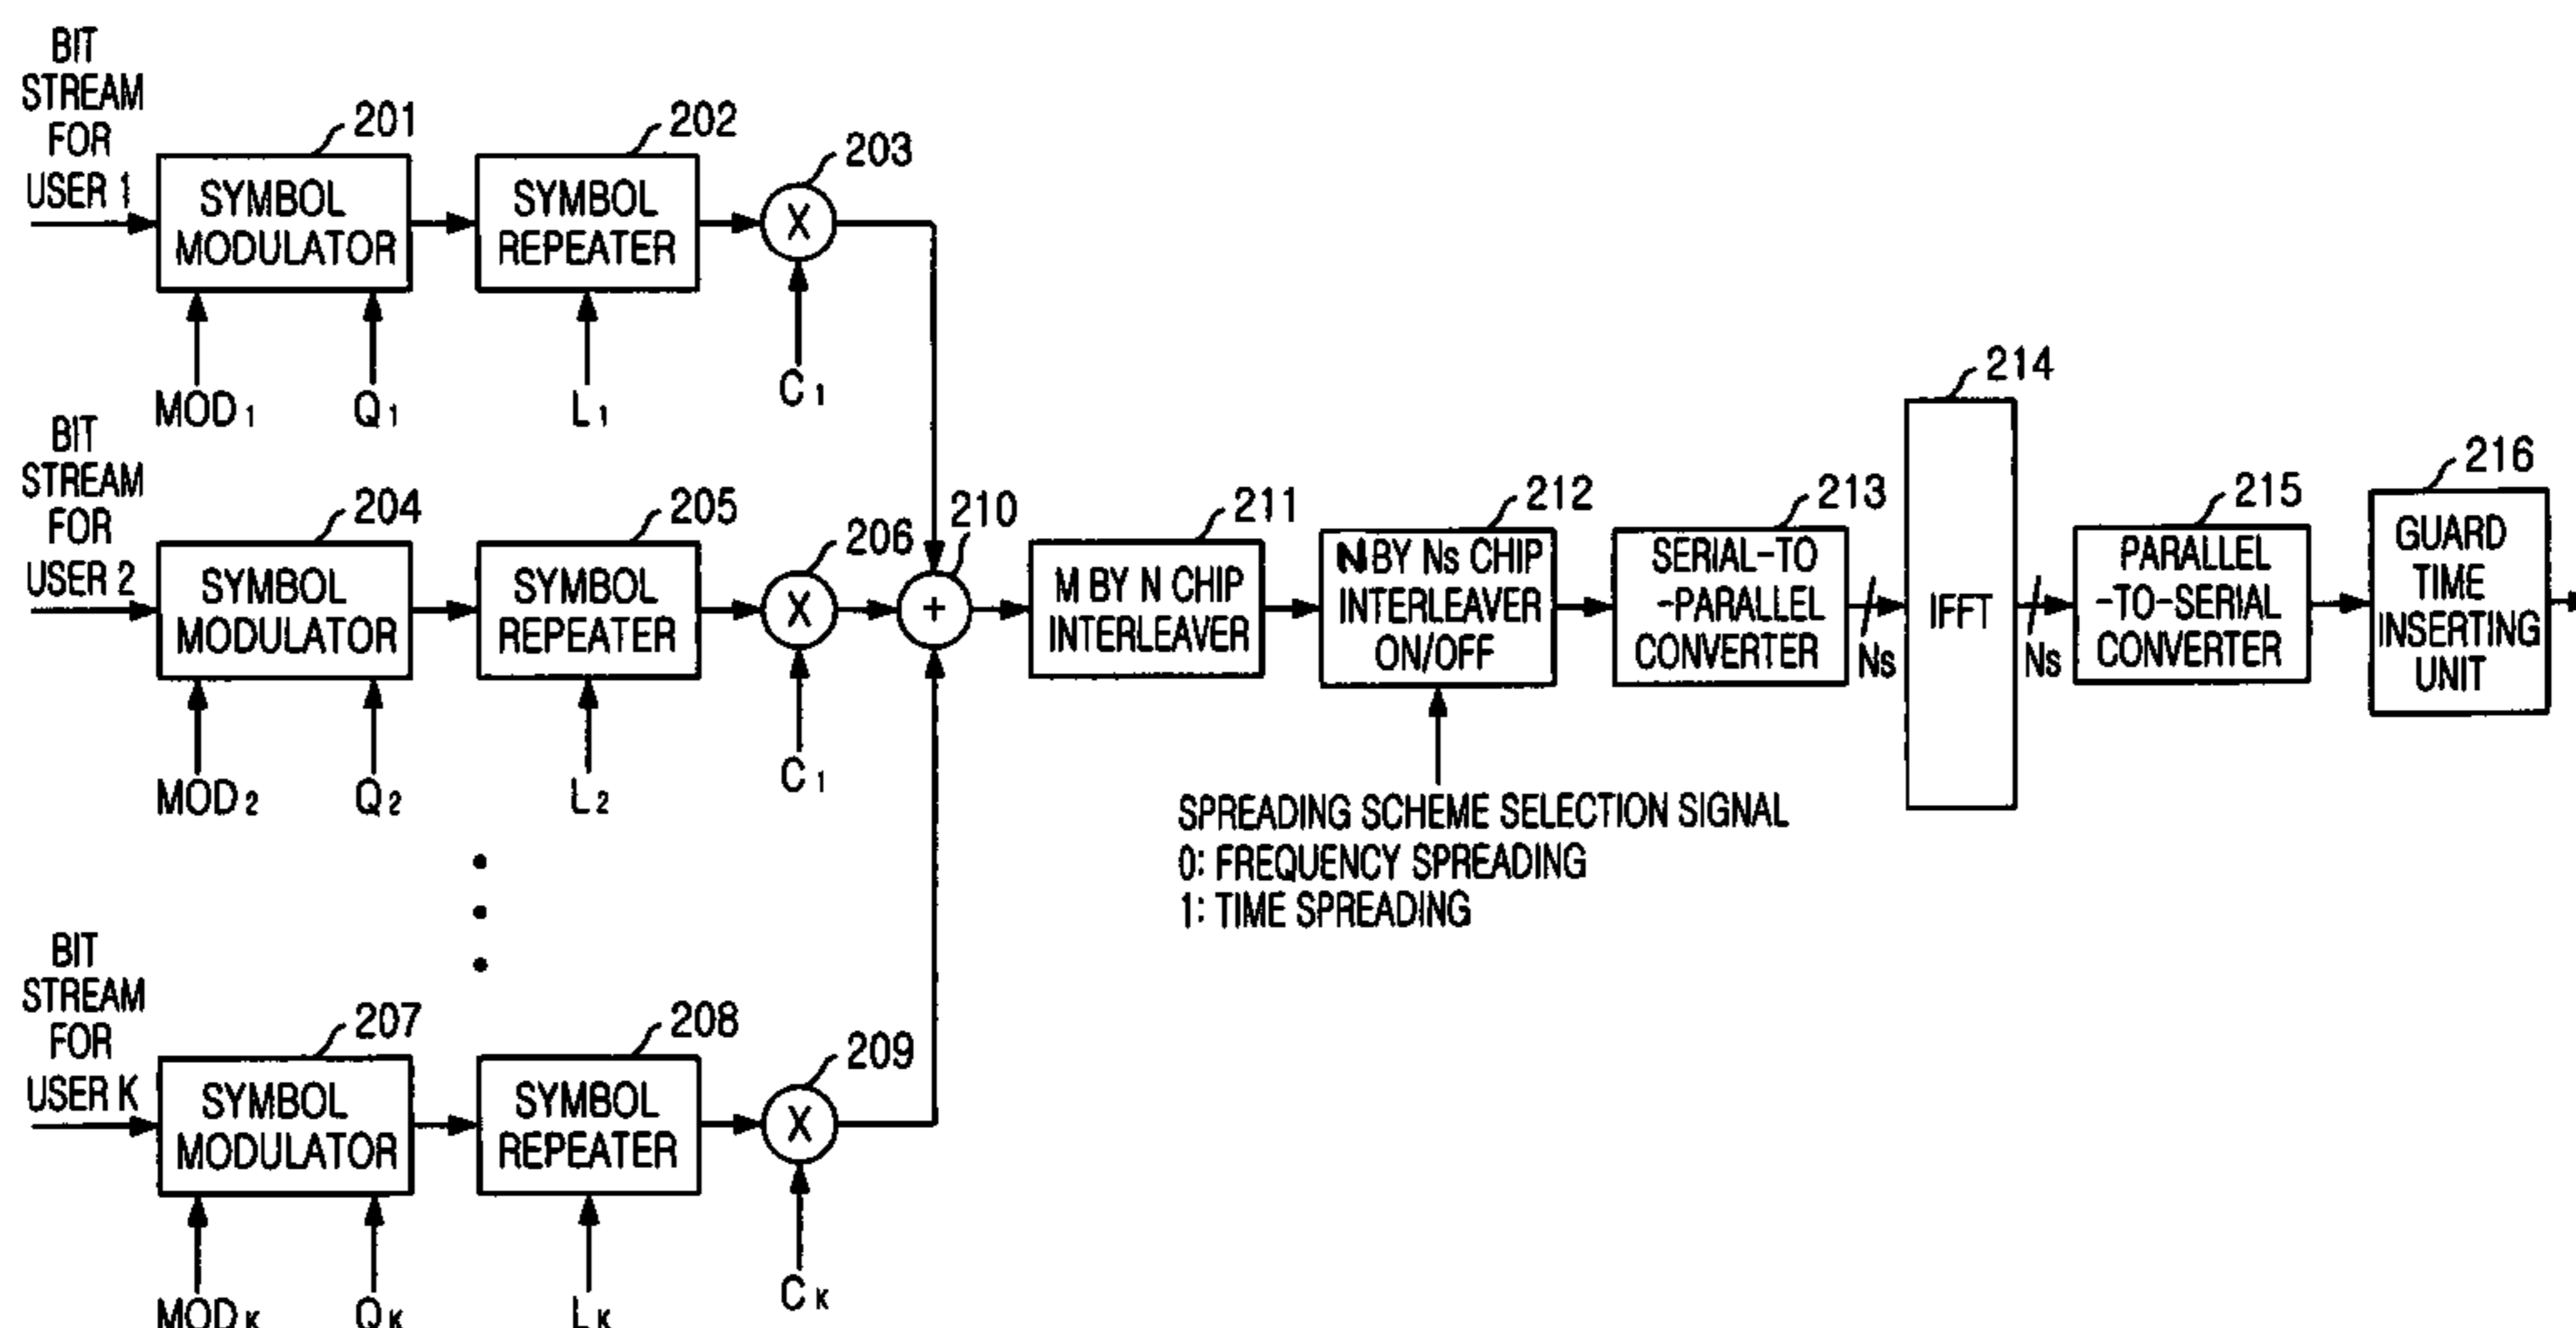 BIT
STREAM
FOR
USER 1
201
SYMBOL
MODULATOR
202
SYMBOL
REPEATER
203
X
MOD1
Q1
L1
C1
BIT
STREAM
FOR
USER 2
204
SYMBOL
MODULATOR
205
SYMBOL
REPEATER
206
X
MOD2
Q2
L2
C1
210
+
211
M BY N CHIP
INTERLEAVER
212
N BY Ns CHIP
INTERLEAVER
ON/OFF
213
SERIAL-TO
-PARALLEL
CONVERTER
Ns
214
IFFT
Ns
215
PARALLEL
-TO-SERIAL
CONVERTER
216
GUARD
TIME
INSERTING
UNIT
SPREADING SCHEME SELECTION SIGNAL
0: FREQUENCY SPREADING
1: TIME SPREADING
BIT
STREAM
FOR
USER K
207
SYMBOL
MODULATOR
208
SYMBOL
REPEATER
209
X
MODK
QK
LK
CK